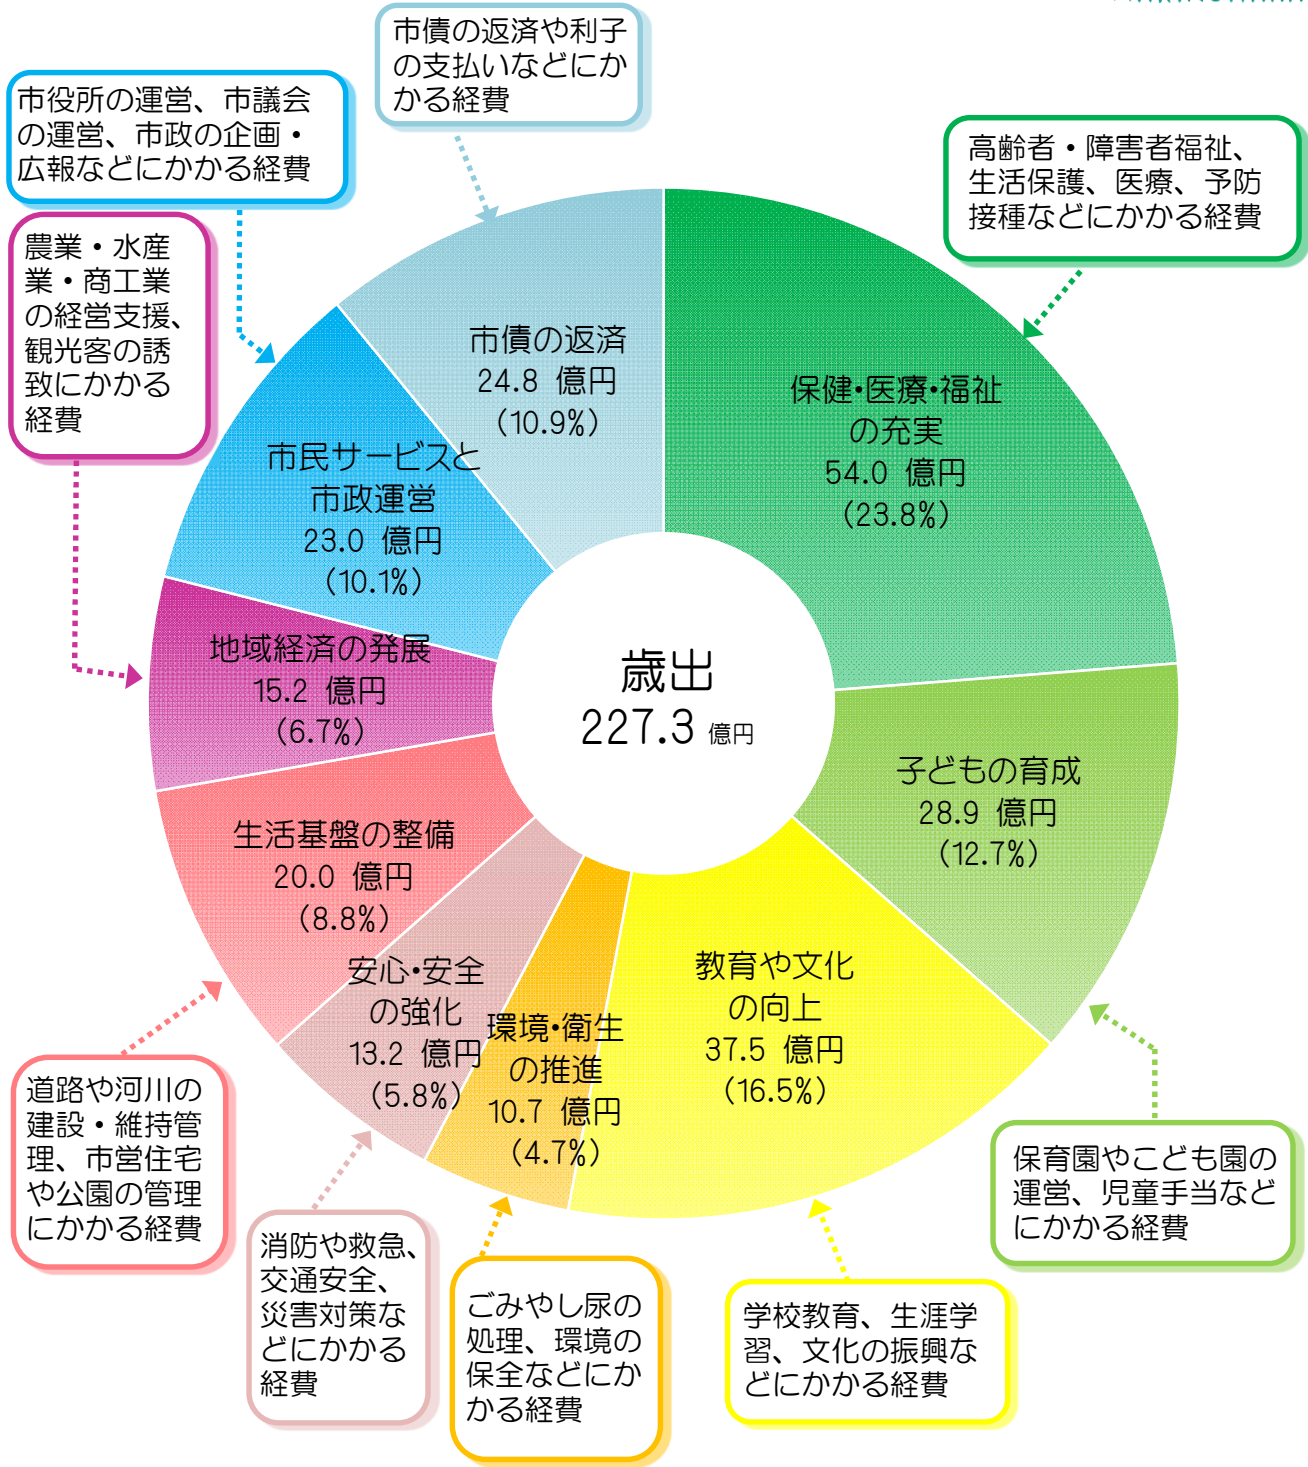 市債の返済や利子
の支払いなどにか
かる経費
市役所の運営、市議会
の運営、市政の企画・
広報などにかかる経費
高齢者・障害者福祉、
生活保護、医療、予防
接種などにかかる経費
農業・水産
業・商工業
の経営支援、
観光客の誘
致にかかる
経費
市債の返済
24.8 億円
(10.9%)
保健・医療・福祉
の充実
54.0 億円
(23.8%)
市民サービスと
市政運営
23.0 億円
(10.1%)
地域経済の発展
15.2 億円
(6.7%)
歳出
227.3 億円
子どもの育成
28.9 億円
(12.7%)
生活基盤の整備
20.0 億円
(8.8%)
安心・安全
の強化
13.2 億円
(5.8%)
環境・衛生
の推進
10.7 億円
(4.7%)
教育や文化
の向上
37.5 億円
(16.5%)
道路や河川の
建設・維持管
理、市営住宅
や公園の管理
にかかる経費
消防や救急、
交通安全、
災害対策な
どにかかる
経費
ごみやし尿の
処理、環境の
保全などにか
かる経費
学校教育、生涯学
習、文化の振興な
どにかかる経費
保育園やこども園の
運営、児童手当など
にかかる経費